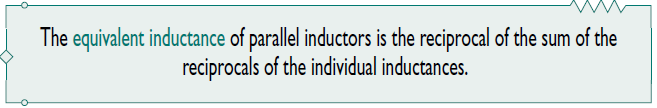 The equivalent inductance of parallel inductors is the reciprocal of the sum of the
reciprocals of the individual inductances.